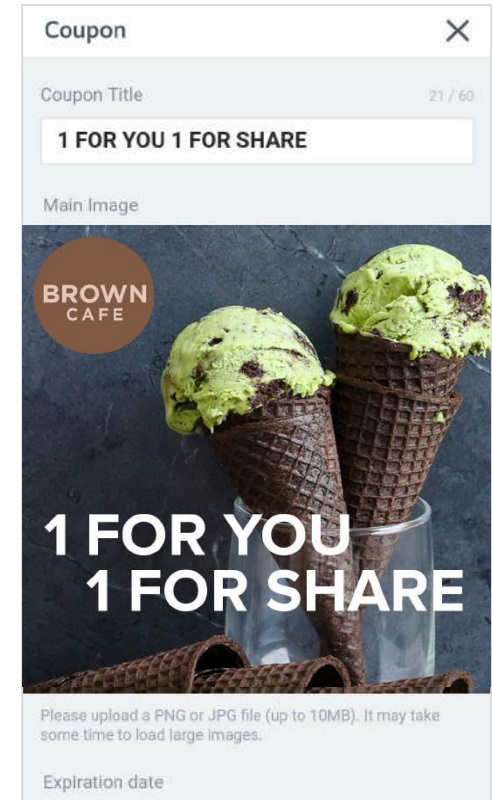 Coupon
Coupon Title
21 / 60
1 FOR YOU 1 FOR SHARE
Main Image
BROWN
CAFE
1 FOR YOU
1 FOR SHARE
Please upload a PNG or JPG file (up to 10MB). It may take
some time to load large images.
Expiration date